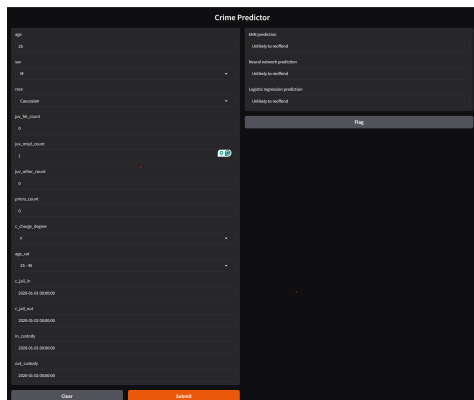 Crime Predictor
age
25
sex
M
race
Caucasian
juv_fel_count
0
juv_misd_count
1
juv_other_count
0
priors_count
0
c_charge_degree
F
age_cat
25 - 45
c_jail_in
2020-01-01 00:00:00
c_jail_out
2020-01-02 00:00:00
in_custody
2020-01-01 00:00:00
out_custody
2020-01-02 00:00:00
Clear
Submit
kNN prediction
Unlikely to reoffend
Neural network prediction
Unlikely to reoffend
Logistic regression prediction
Unlikely to reoffend
Flag